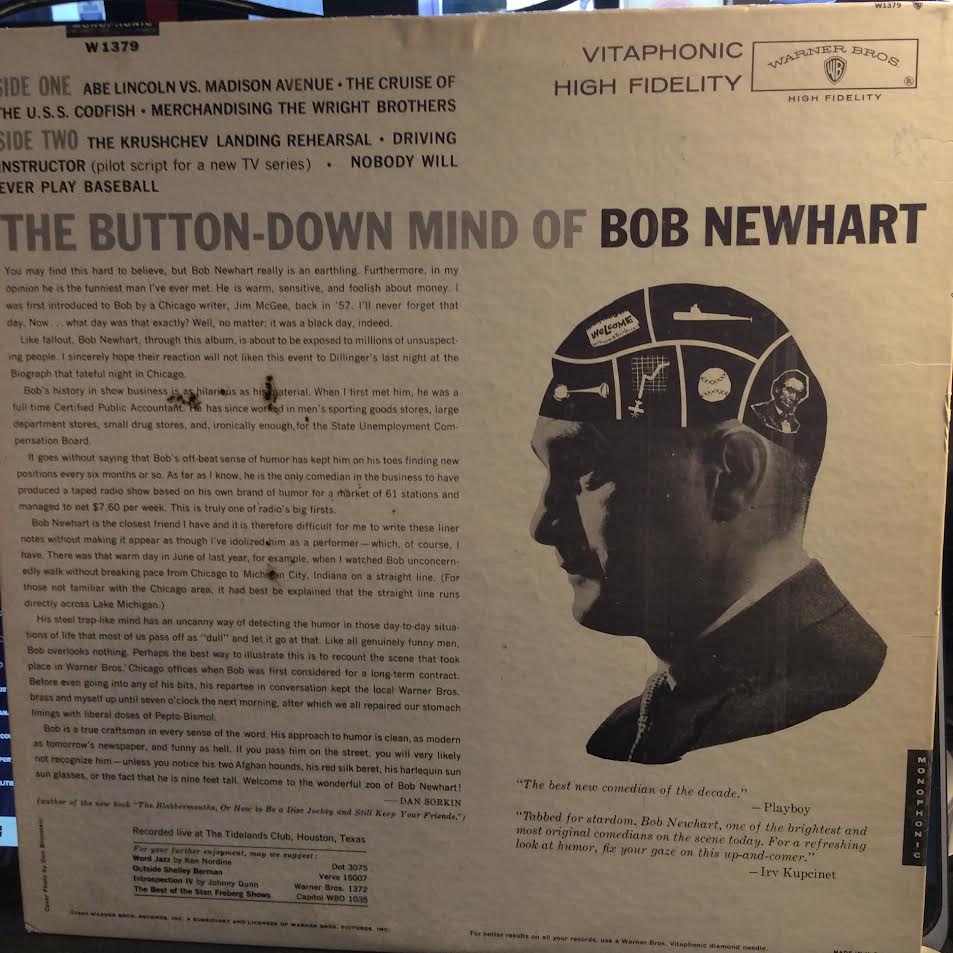 MONOPHONIC
W1379
W1379
VITAPHONIC
HIGH FIDELITY
WARNER BROS.
WB
®
HIGH FIDELITY
SIDE ONE ABE LINCOLN VS. MADISON AVENUE • THE CRUISE OF
THE U.S.S. CODFISH • MERCHANDISING THE WRIGHT BROTHERS
SIDE TWO THE KRUSHCHEV LANDING REHEARSAL • DRIVING
INSTRUCTOR (pilot script for a new TV series) • NOBODY WILL
EVER PLAY BASEBALL
THE BUTTON-DOWN MIND OF BOB NEWHART
You may find this hard to believe, but Bob Newhart really is an earthling. Furthermore, in my
opinion he is the funniest man I've ever met. He is warm, sensitive, and foolish about money. I
was first introduced to Bob by a Chicago writer, Jim McGee, back in '57. I'll never forget that
day. Now . . . what day was that exactly? Well, no matter; it was a black day, indeed.
Like fallout, Bob Newhart, through this album, is about to be exposed to millions of unsuspect-
ing people. I sincerely hope their reaction will not liken this event to Dillinger's last night at the
Biograph that fateful night in Chicago.
Bob's history in show business is as hilarious as his material. When I first met him, he was a
full-time Certified Public Accountant. He has since worked in men's sporting goods stores, large
department stores, small drug stores, and, ironically enough, for the State Unemployment Com-
pensation Board.
It goes without saying that Bob's off-beat sense of humor has kept him on his toes finding new
positions every six months or so. As far as I know, he is the only comedian in the business to have
produced a taped radio show based on his own brand of humor for a market of 61 stations and
managed to net $7.60 per week. This is truly one of radio's big firsts.
Bob Newhart is the closest friend I have and it is therefore difficult for me to write these liner
notes without making it appear as though I've idolized him as a performer—which, of course, I
have. There was that warm day in June of last year, for example, when I watched Bob unconcern-
edly walk without breaking pace from Chicago to Michigan City, Indiana on a straight line. (For
those not familiar with the Chicago area, it had best be explained that the straight line runs
directly across Lake Michigan.)
His steel trap-like mind has an uncanny way of detecting the humor in those day-to-day situa-
tions of life that most of us pass off as "dull" and let it go at that. Like all genuinely funny men,
Bob overlooks nothing. Perhaps the best way to illustrate this is to recount the scene that took
place in Warner Bros.' Chicago offices when Bob was first considered for a long-term contract.
Before even going into any of his bits, his repartee in conversation kept the local Warner Bros.
brass and myself up until seven o'clock the next morning, after which we all repaired our stomach
linings with liberal doses of Pepto-Bismol.
Bob is a true craftsman in every sense of the word. His approach to humor is clean, as modern
as tomorrow's newspaper, and funny as hell. If you pass him on the street, you will very likely
not recognize him—unless you notice his two Afghan hounds, his red silk beret, his harlequin sun
sun glasses, or the fact that he is nine feet tall. Welcome to the wonderful zoo of Bob Newhart!
—DAN SORKIN
(author of the new book "The Blabbermouths, Or How to Be a Disc Jockey and Still Keep Your Friends.")
Recorded live at The Tidelands Club, Houston, Texas
For your further enjoyment, may we suggest:
Word Jazz by Ken Nordine Dot 3075
Outside Shelley Berman Verve 15007
Introspection IV by Johnny Gunn Warner Bros. 1372
The Best of the Stan Freberg Shows Capitol WBO 1035
Cover Photo by Don Bronstein
WARNER BROS. RECORDS, INC. A SUBSIDIARY AND LICENSEE OF WARNER BROS. PICTURES, INC.
WELCOME
"The best new comedian of the decade."
—Playboy
"Tabbed for stardom. Bob Newhart, one of the brightest and
most original comedians on the scene today. For a refreshing
look at humor, fix your gaze on this up-and-comer."
—Irv Kupcinet
MONOPHONIC
For better results on all your records, use a Warner Bros. Vitaphonic diamond needle.
MADE IN U.S.A.